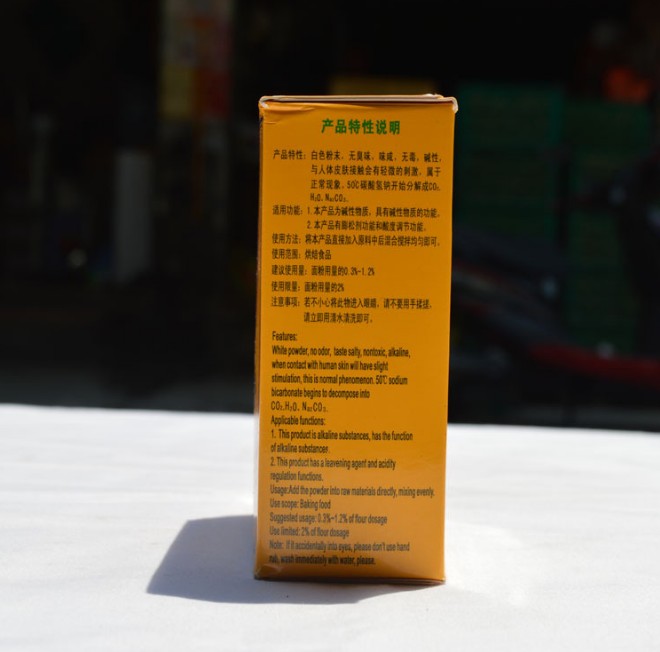 产品特性说明
产品特性：白色粉末，无臭味，味咸，无毒，碱性，
与人体皮肤接触会有轻微的刺激，属于
正常现象。50℃碳酸氢钠开始分解成CO₂、
H₂O、Na₂CO₃。
适用功能：1.本产品为碱性物质，具有碱性物质的功能。
2.本产品有膨松剂功能和酸度调节功能。
使用方法：将本产品直接加入原料中后混合搅拌均匀即可。
使用范围：烘焙食品
建议使用量：面粉用量的0.3%-1.2%
使用限量：面粉用量的2%
注意事项：若不小心将此物进入眼睛，请不要用手揉搓，
请立即用清水清洗即可。
Features:
White powder, no odor, taste salty, nontoxic, alkaline,
when contact with human skin will have slight
stimulation, this is normal phenomenon. 50℃ sodium
bicarbonate begins to decompose into
CO₂、H₂O、Na₂CO₃.
Applicable functions:
1. This product is alkaline substances, has the function
of alkalina substancer.
2. This product has a leavening agent and acidity
regulation functions.
Usage:Add the powder into row materials directly, mixing evenly.
Use scope: Baking food
Suggested usage: 0.3%~1.2% of flour dosage
Use limited: 2% of flour dosage
Note: If it accidentally into eyes, please don't use hand
rub, wash immediately with water, please.